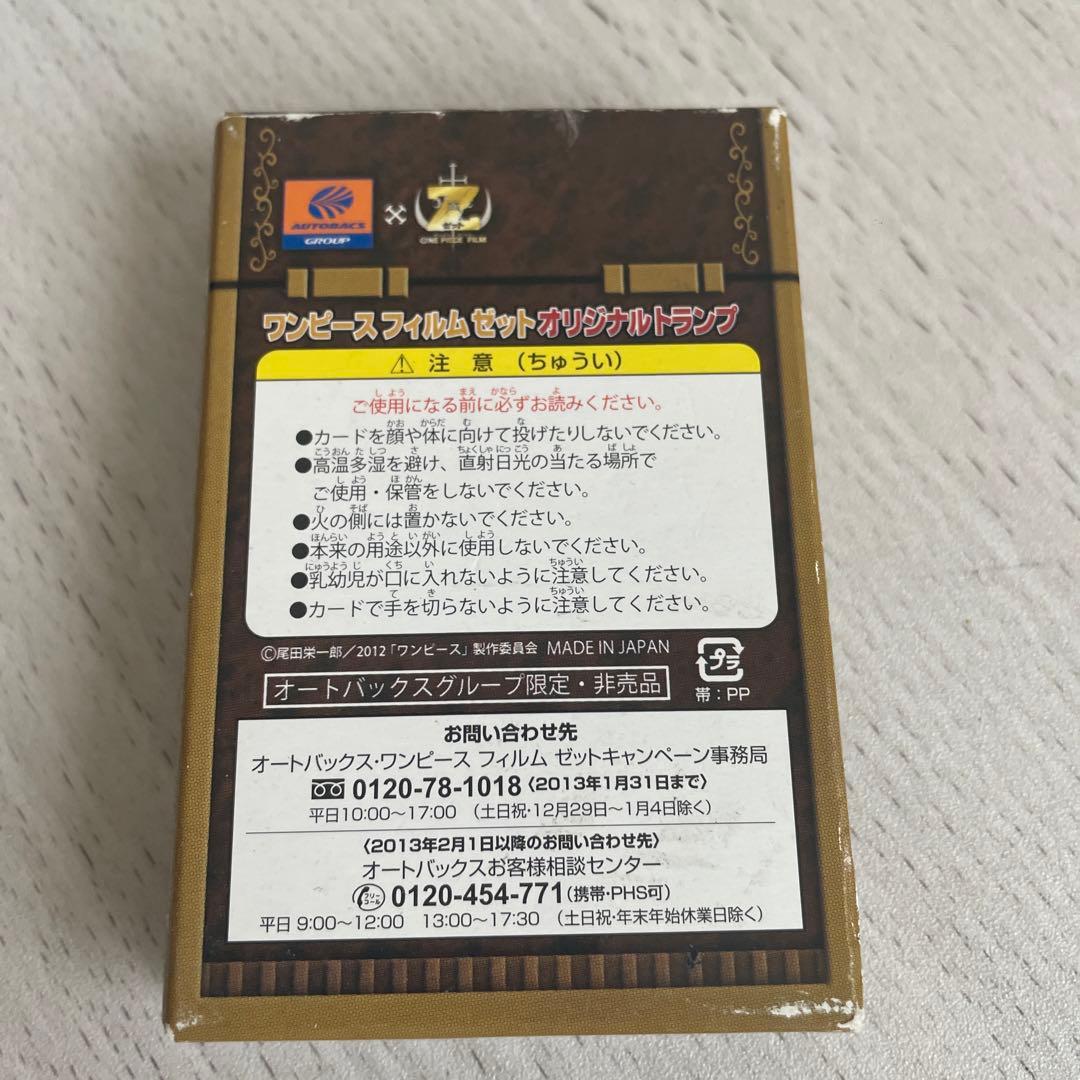 AUTOBACS
GROUP
×
Z
ゼット
ONE PIECE FILM
ワンピース フィルム ゼット オリジナルトランプ
⚠ 注 意 (ちゅうい)
ご使用になる前に必ずお読みください。
●カードを顔や体に向けて投げたりしないでください。
●高温多湿を避け、直射日光の当たる場所で
ご使用・保管をしないでください。
●火の側には置かないでください。
●本来の用途以外に使用しないでください。
●乳幼児が口に入れないように注意してください。
●カードで手を切らないように注意してください。
©尾田栄一郎／2012「ワンピース」製作委員会 MADE IN JAPAN
プラ
オートバックスグループ限定・非売品
帯：PP
お問い合わせ先
オートバックス・ワンピース フィルム ゼットキャンペーン事務局
0120-78-1018〈2013年1月31日まで〉
平日10:00〜17:00 （土日祝・12月29日〜1月4日除く）
〈2013年2月1日以降のお問い合わせ先〉
オートバックスお客様相談センター
フリーコール 0120-454-771(携帯・PHS可)
平日 9:00〜12:00 13:00〜17:30 （土日祝・年末年始休業日除く）